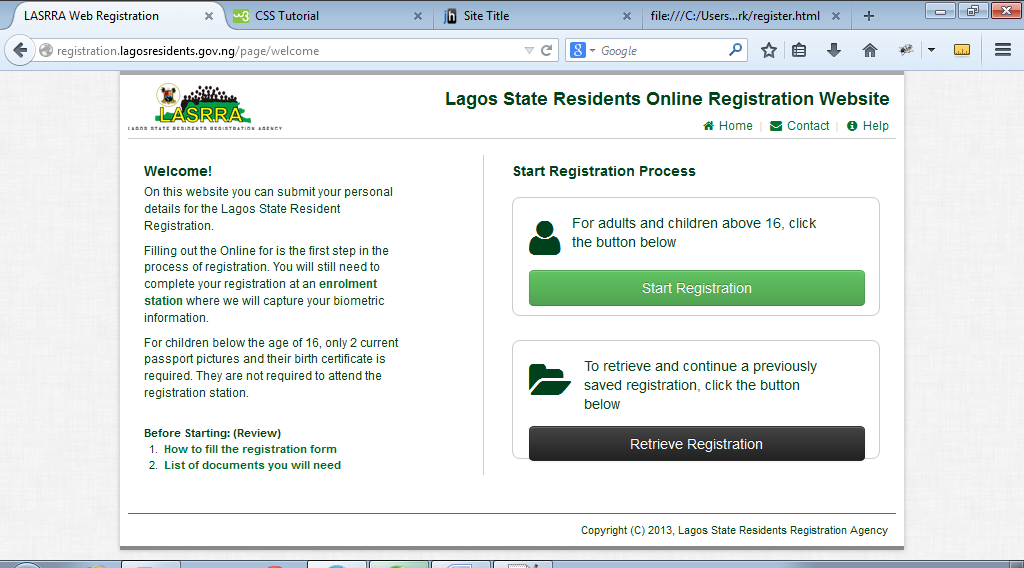 LASRRA Web Registration
CSS Tutorial
Site Title
file:///C:/Users...rk/register.html
registration.lagosresidents.gov.ng/page/welcome
Google
LASRRA
LAGOS STATE RESIDENTS REGISTRATION AGENCY
Lagos State Residents Online Registration Website
Home | Contact | Help
Welcome!
On this website you can submit your personal
details for the Lagos State Resident
Registration.
Filling out the Online for is the first step in the
process of registration. You will still need to
complete your registration at an enrolment
station where we will capture your biometric
information.
For children below the age of 16, only 2 current
passport pictures and their birth certificate is
required. They are not required to attend the
registration station.
Before Starting: (Review)
1. How to fill the registration form
2. List of documents you will need
Start Registration Process
For adults and children above 16, click
the button below
Start Registration
To retrieve and continue a previously
saved registration, click the button
below
Retrieve Registration
Copyright (C) 2013, Lagos State Residents Registration Agency